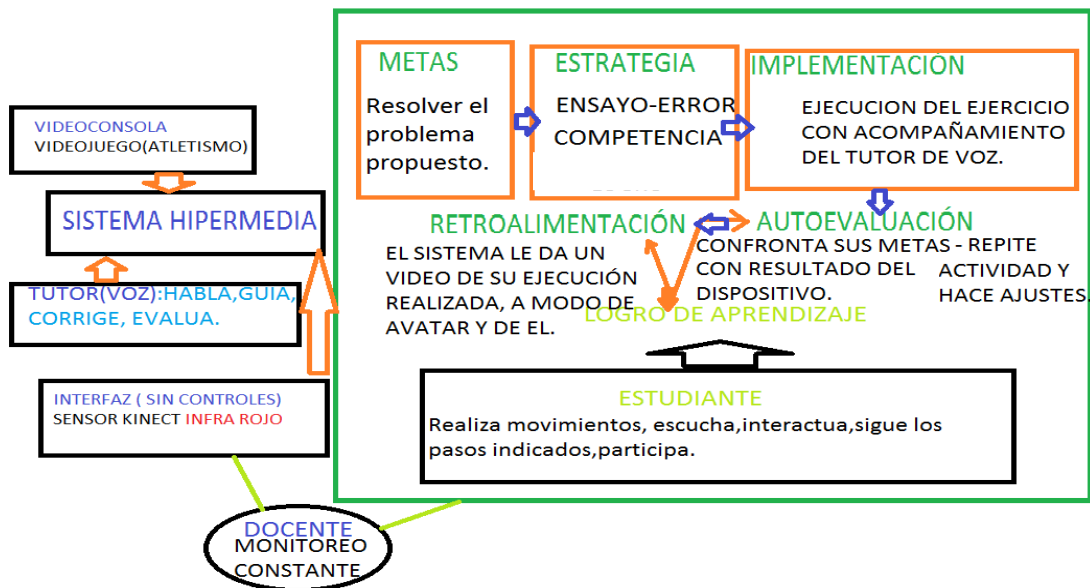 VIDEOCONSOLA
VIDEOJUEGO(ATLETISMO)
SISTEMA HIPERMEDIA
TUTOR(VOZ):HABLA,GUIA,
CORRIGE, EVALUA.
INTERFAZ ( SIN CONTROLES)
SENSOR KINECT INFRA ROJO
DOCENTE
MONITOREO
CONSTANTE
METAS
Resolver el
problema
propuesto.
ESTRATEGIA
ENSAYO-ERROR
COMPETENCIA
IMPLEMENTACIÓN
EJECUCION DEL EJERCICIO
CON ACOMPAÑAMIENTO
DEL TUTOR DE VOZ.
RETROALIMENTACIÓN
EL SISTEMA LE DA UN
VIDEO DE SU EJECUCIÓN
REALIZADA, A MODO DE
AVATAR Y DE EL.
AUTOEVALUACIÓN
CONFRONTA SUS METAS
CON RESULTADO DEL
DISPOSITIVO.
- REPITE
ACTIVIDAD Y
HACE AJUSTES.
LOGRO DE APRENDIZAJE
ESTUDIANTE
Realiza movimientos, escucha,interactua,sigue los
pasos indicados,participa.